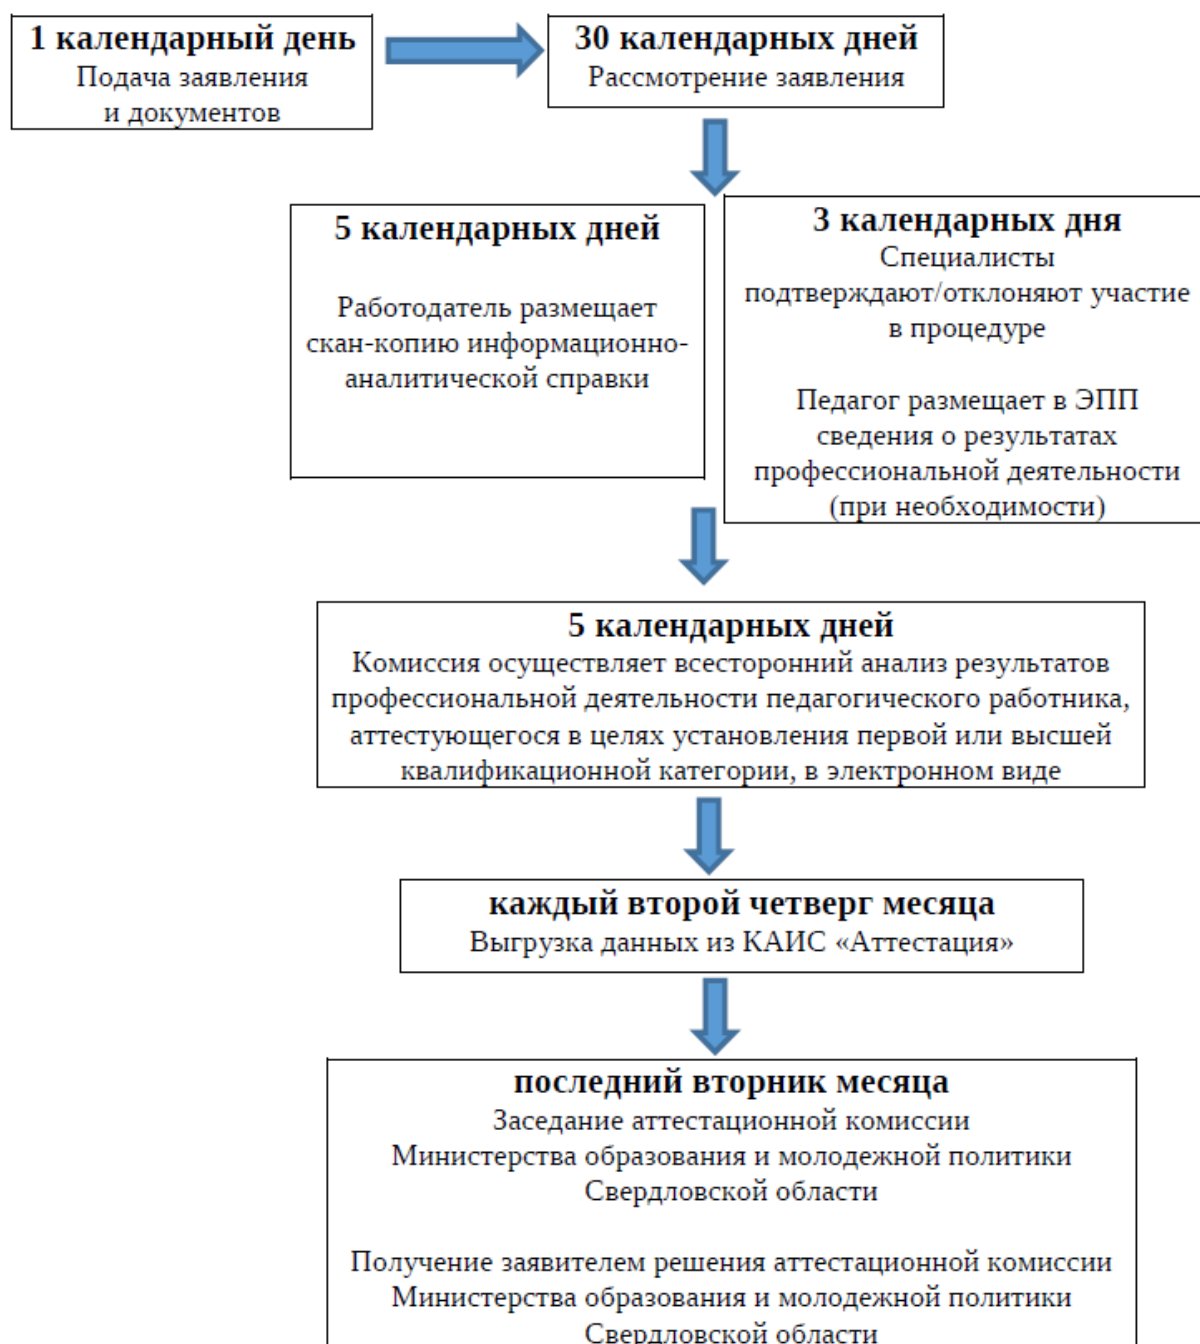 1 календарный день
Подача заявления
и документов
30 календарных дней
Рассмотрение заявления
5 календарных дней
Работодатель размещает
скан-копию информационно-
аналитической справки
3 календарных дня
Специалисты
подтверждают/отклоняют участие
в процедуре
Педагог размещает в ЭПП
сведения о результатах
профессиональной деятельности
(при необходимости)
5 календарных дней
Комиссия осуществляет всесторонний анализ результатов
профессиональной деятельности педагогического работника,
аттестующегося в целях установления первой или высшей
квалификационной категории, в электронном виде
каждый второй четверг месяца
Выгрузка данных из КАИС «Аттестация»
последний вторник месяца
Заседание аттестационной комиссии
Министерства образования и молодежной политики
Свердловской области
Получение заявителем решения аттестационной комиссии
Министерства образования и молодежной политики
Свердловской области